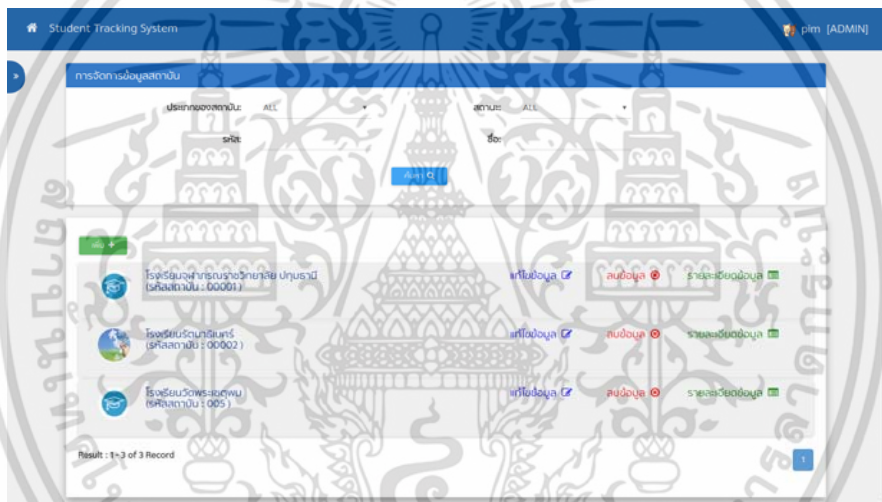 Student Tracking System
plm [ADMIN]
การจัดการข้อมูลสถาบัน
ประเภทของสถาบัน: ALL
สถานะ: ALL
รหัส:
ชื่อ:
ค้นหา
เพิ่ม +
โรงเรียนจุฬาภรณราชวิทยาลัย ปทุมธานี
(รหัสสถาบัน : 00001 )
แก้ไขข้อมูล
ลบข้อมูล
รายละเอียดข้อมูล
โรงเรียนรัตนาธิเบศร์
(รหัสสถาบัน : 00002 )
แก้ไขข้อมูล
ลบข้อมูล
รายละเอียดข้อมูล
โรงเรียนวัดพระเชตุพน
(รหัสสถาบัน : 005 )
แก้ไขข้อมูล
ลบข้อมูล
รายละเอียดข้อมูล
Result : 1-3 of 3 Record
1